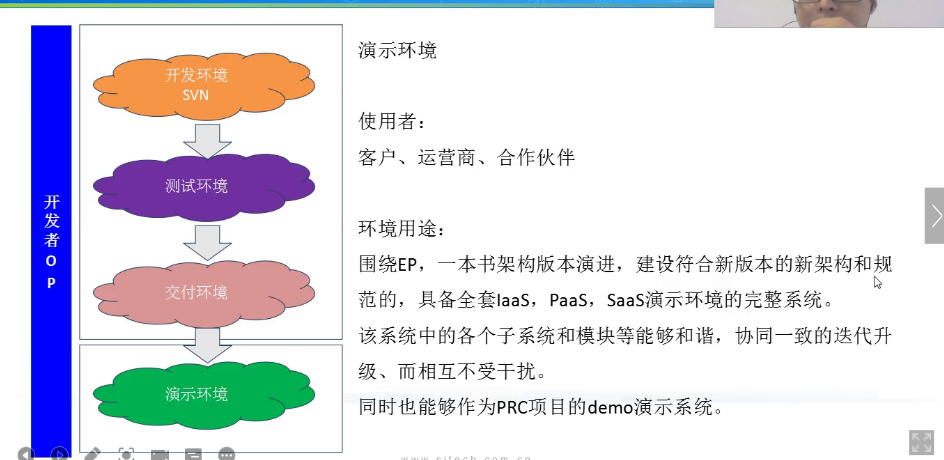 开发者OP
开发环境
SVN
测试环境
交付环境
演示环境
演示环境
使用者：
客户、运营商、合作伙伴
环境用途：
围绕EP，一本书架构版本演进，建设符合新版本的新架构和规
范的，具备全套IaaS，PaaS，SaaS演示环境的完整系统。
该系统中的各个子系统和模块等能够和谐，协同一致的迭代升
级、而相互不受干扰。
同时也能够作为PRC项目的demo演示系统。